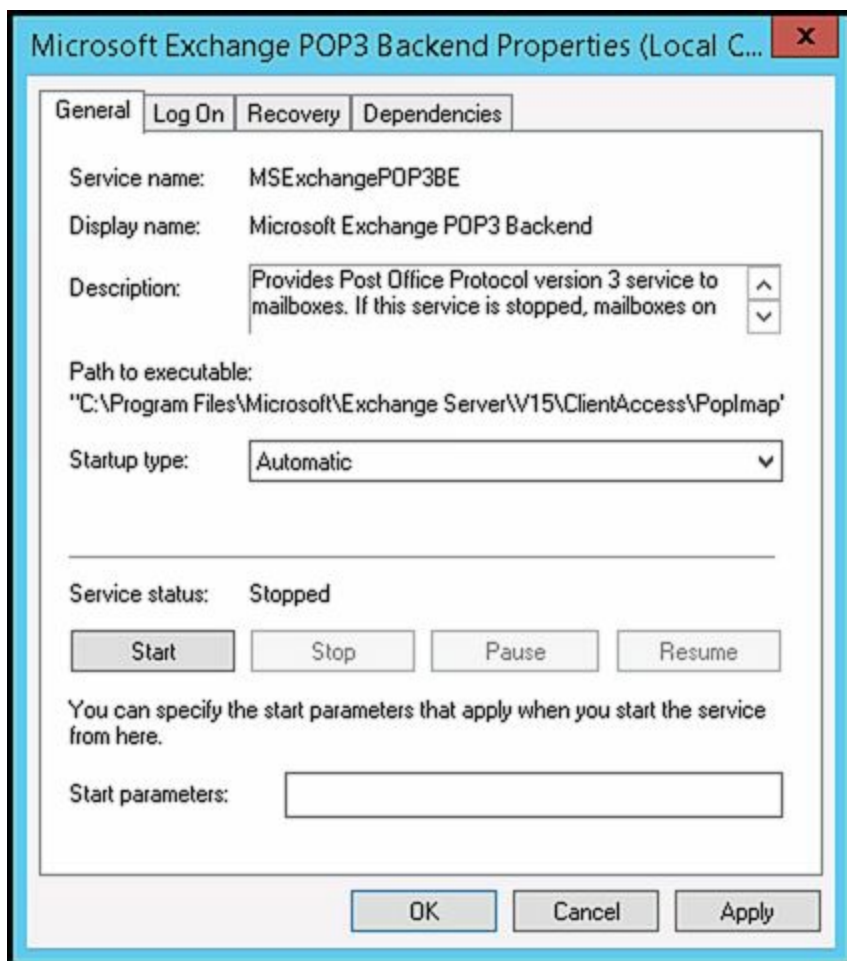 Microsoft Exchange POP3 Backend Properties (Local C...
x
General Log On Recovery Dependencies
Service name: MSExchangePOP3BE
Display name: Microsoft Exchange POP3 Backend
Description: Provides Post Office Protocol version 3 service to
mailboxes. If this service is stopped, mailboxes on
Path to executable:
"C:\Program Files\Microsoft\Exchange Server\V15\ClientAccess\PopImap'
Startup type: Automatic
Service status: Stopped
Start Stop Pause Resume
You can specify the start parameters that apply when you start the service
from here.
Start parameters:
OK Cancel Apply